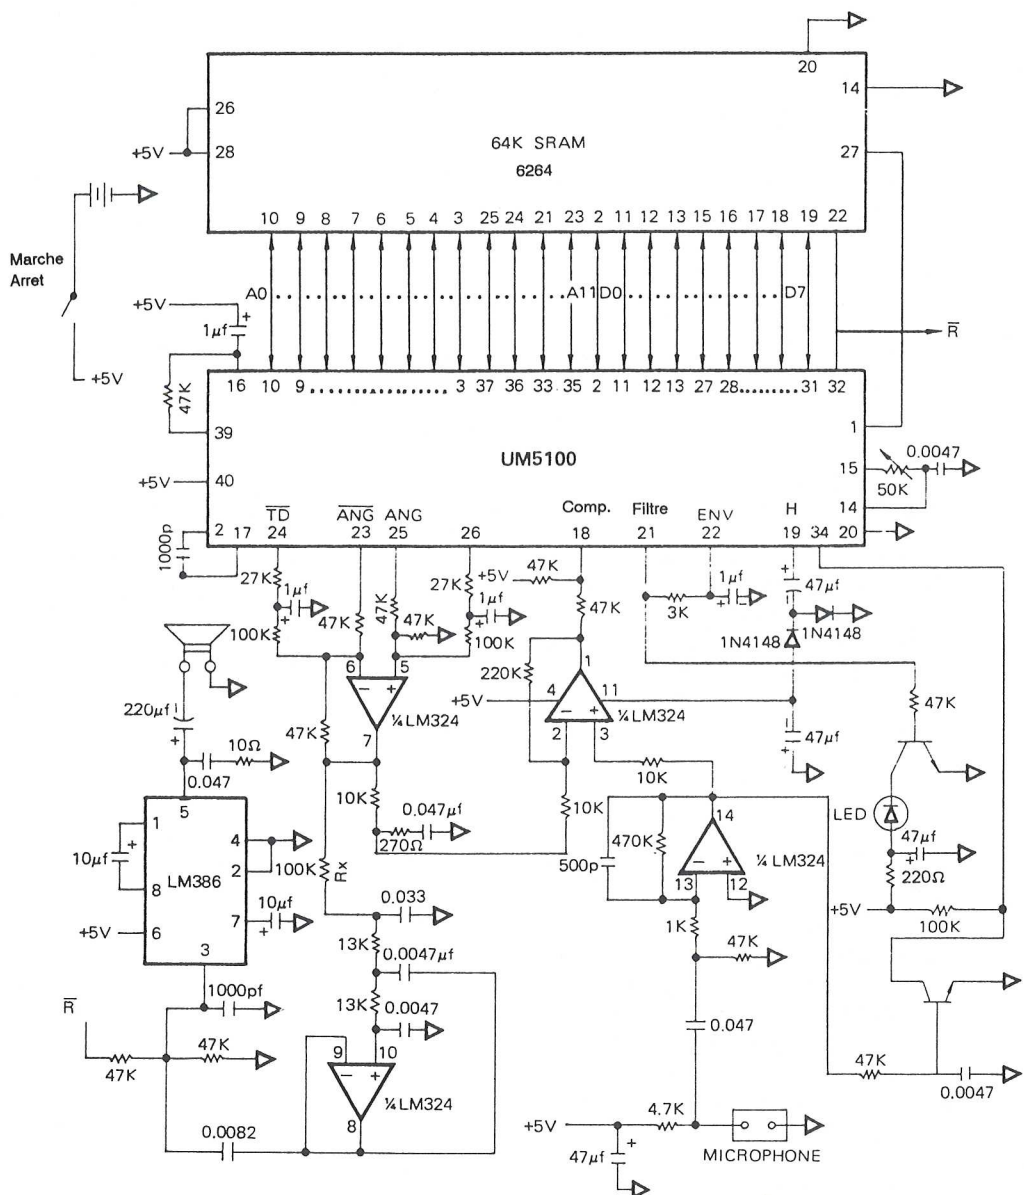 20
14
26
+5V
28
64K SRAM
6264
27
10 9 8 7 6 5 4 3 25 24 21 23 2 11 12 13 15 16 17 18 19 22
Marche
Arret
A0 A11 D0 D7
+5V
+
1µf
R̅
+5V
16 10 9 3 37 36 33 35 2 11 12 13 27 28 31 32
47K
39
1
UM5100
15
0.0047
+5V
40
50K
14
2 17
T̅D̅
24
A̅N̅G̅
23
ANG
25
26
Comp.
18
Filtre
21
ENV
22
H
19
34
20
1000p
27K
1µf
+
100K
47K
47K
47K
27K
1µf
+
100K
+5V
47K
47K
3K
1µf
+ −
+
47µf
1N4148
1N4148
6 5
− +
¼ LM324
7
220K
1
+5V
4
11
− +
¼ LM324
2 3
−
47µf
+
47K
220µf
−
+
10Ω
0.047
47K
10K
0.047µf
270Ω
10K
10K
LED
47µf
+
220Ω
+5V
100K
5
1
4
10µf
+
LM386
2
8
7
10µf
+
+5V
6
3
100K
Rx
470K
500p
14
− +
¼ LM324
13 12
1K
47K
0.033
13K
0.0047µf
13K
0.0047
1000pf
R̅
47K
47K
9 10
− +
¼ LM324
8
0.0082
0.047
47K
0.0047
+5V
4.7K
47µf
+
MICROPHONE